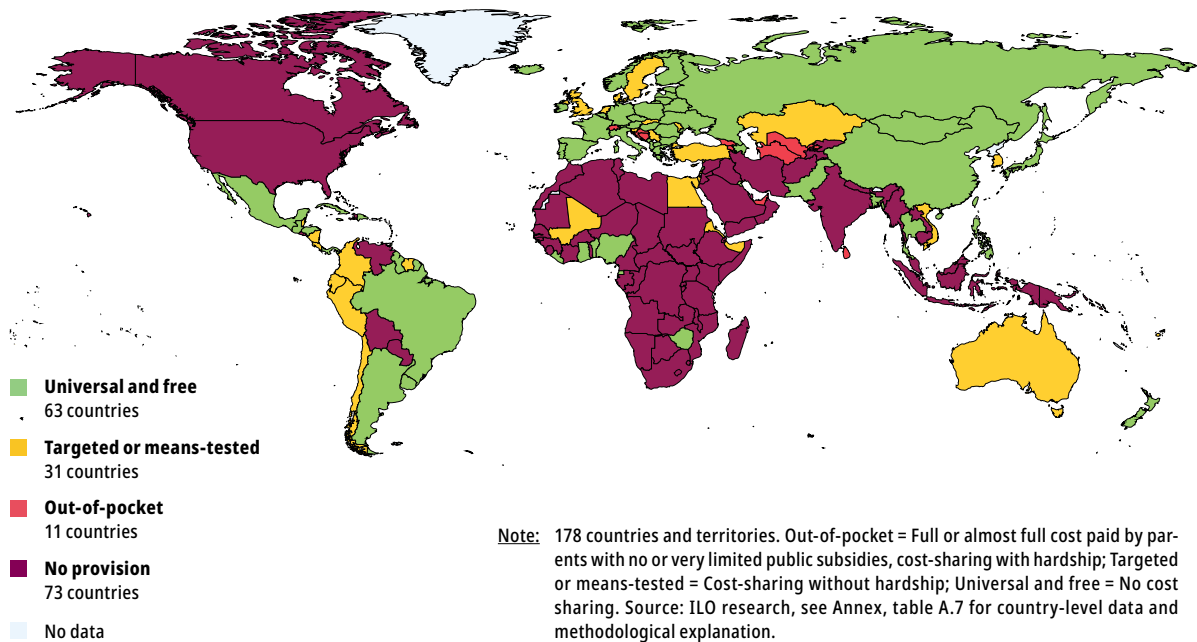 Universal and free
63 countries
Targeted or means-tested
31 countries
Out-of-pocket
11 countries
No provision
73 countries
No data
Note: 178 countries and territories. Out-of-pocket = Full or almost full cost paid by par-
ents with no or very limited public subsidies, cost-sharing with hardship; Targeted
or means-tested = Cost-sharing without hardship; Universal and free = No cost
sharing. Source: ILO research, see Annex, table A.7 for country-level data and
methodological explanation.